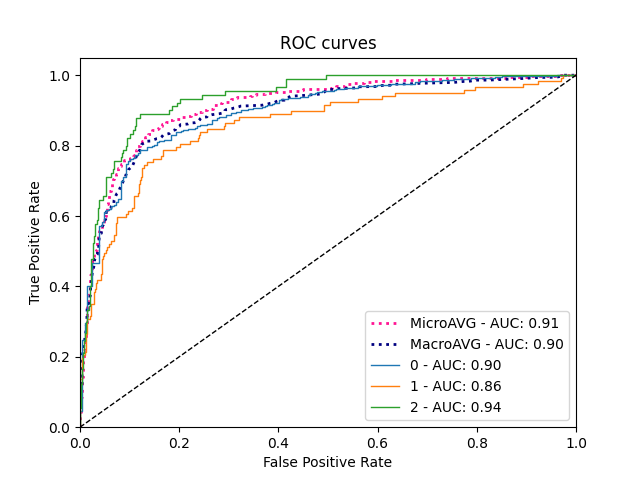 ROC curves
1.0
0.8
0.6
0.4
0.2
0.0
True Positive Rate
0.0 0.2 0.4 0.6 0.8 1.0
False Positive Rate
MicroAVG - AUC: 0.91
MacroAVG - AUC: 0.90
0 - AUC: 0.90
1 - AUC: 0.86
2 - AUC: 0.94